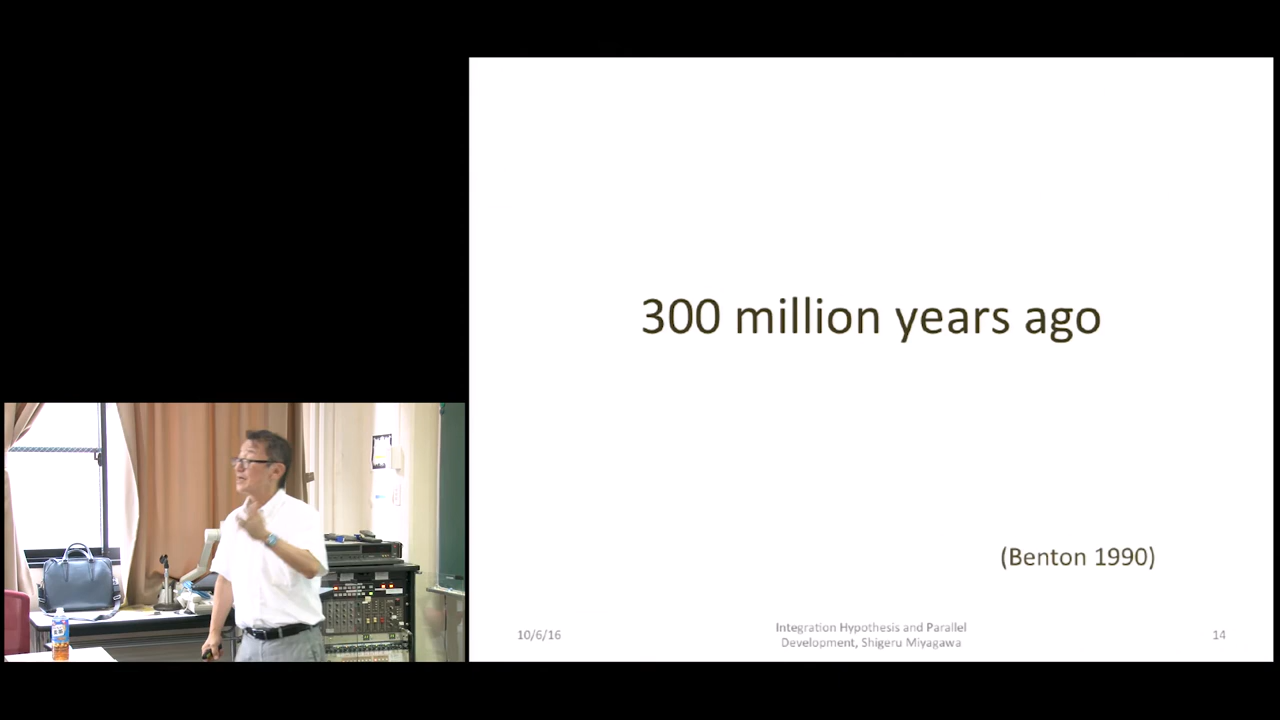 300 million years ago
(Benton 1990)
10/6/16
Integration Hypothesis and Parallel
Development, Shigeru Miyagawa
14